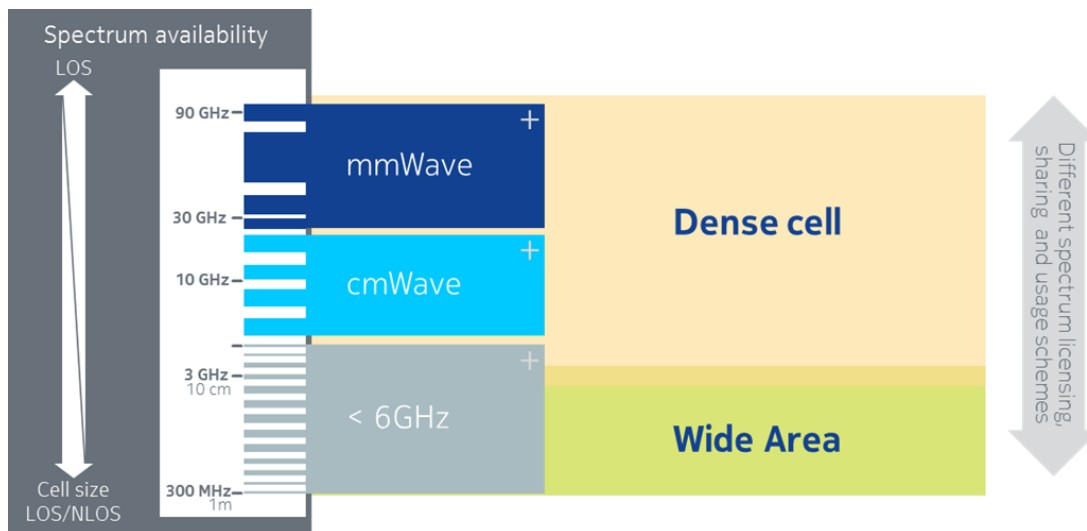 Spectrum availability
LOS
90 GHz
30 GHz
10 GHz
3 GHz
10 cm
300 MHz
1m
Cell size
LOS/NLOS
+
mmWave
+
cmWave
+
< 6GHz
Dense cell
Wide Area
Different spectrum licensing,
sharing and usage schemes